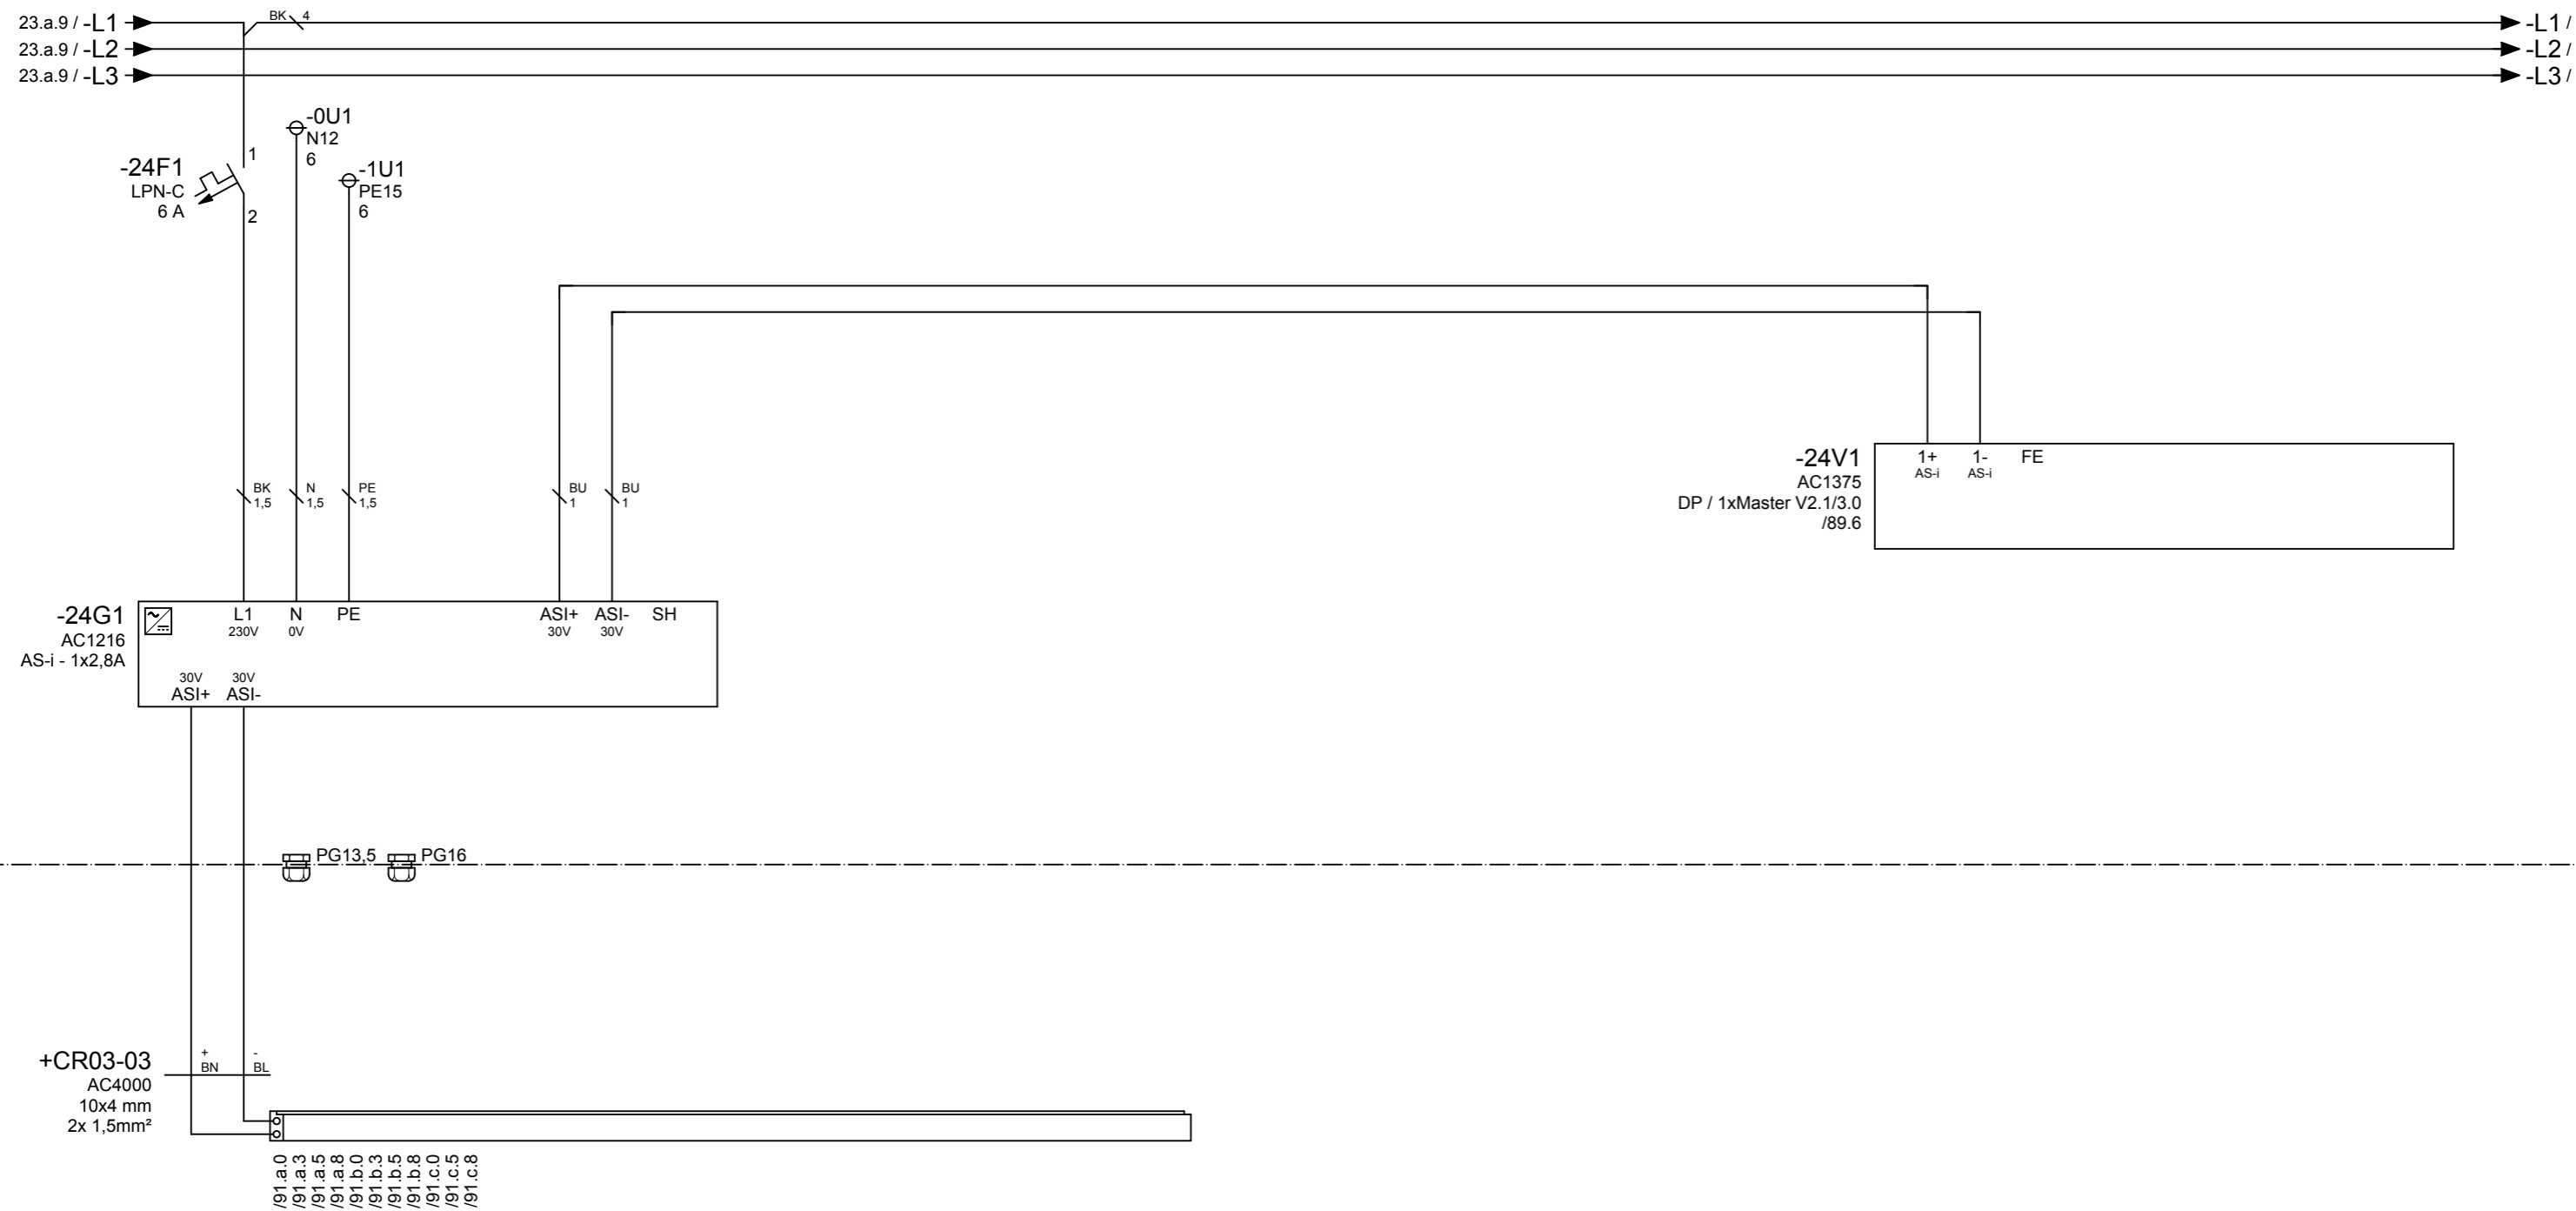 23.a.9 / -L1
BK 4
-L1 /
23.a.9 / -L2
-L2 /
23.a.9 / -L3
-L3 /
-24F1
LPN-C
6 A
1
2
-0U1
N12
6
-1U1
PE15
6
BK
1,5
N
1,5
PE
1,5
BU
1
BU
1
-24V1
AC1375
DP / 1xMaster V2.1/3.0
/89.6
1+
AS-i
1-
AS-i
FE
-24G1
AC1216
AS-i - 1x2,8A
L1
230V
N
0V
PE
ASI+
30V
ASI-
30V
SH
30V
ASI+
30V
ASI-
PG13,5
PG16
+CR03-03
AC4000
10x4 mm
2x 1,5mm²
+
BN
-
BL
/91.a.0
/91.a.3
/91.a.5
/91.a.8
/91.b.0
/91.b.3
/91.b.5
/91.b.8
/91.c.0
/91.c.5
/91.c.8